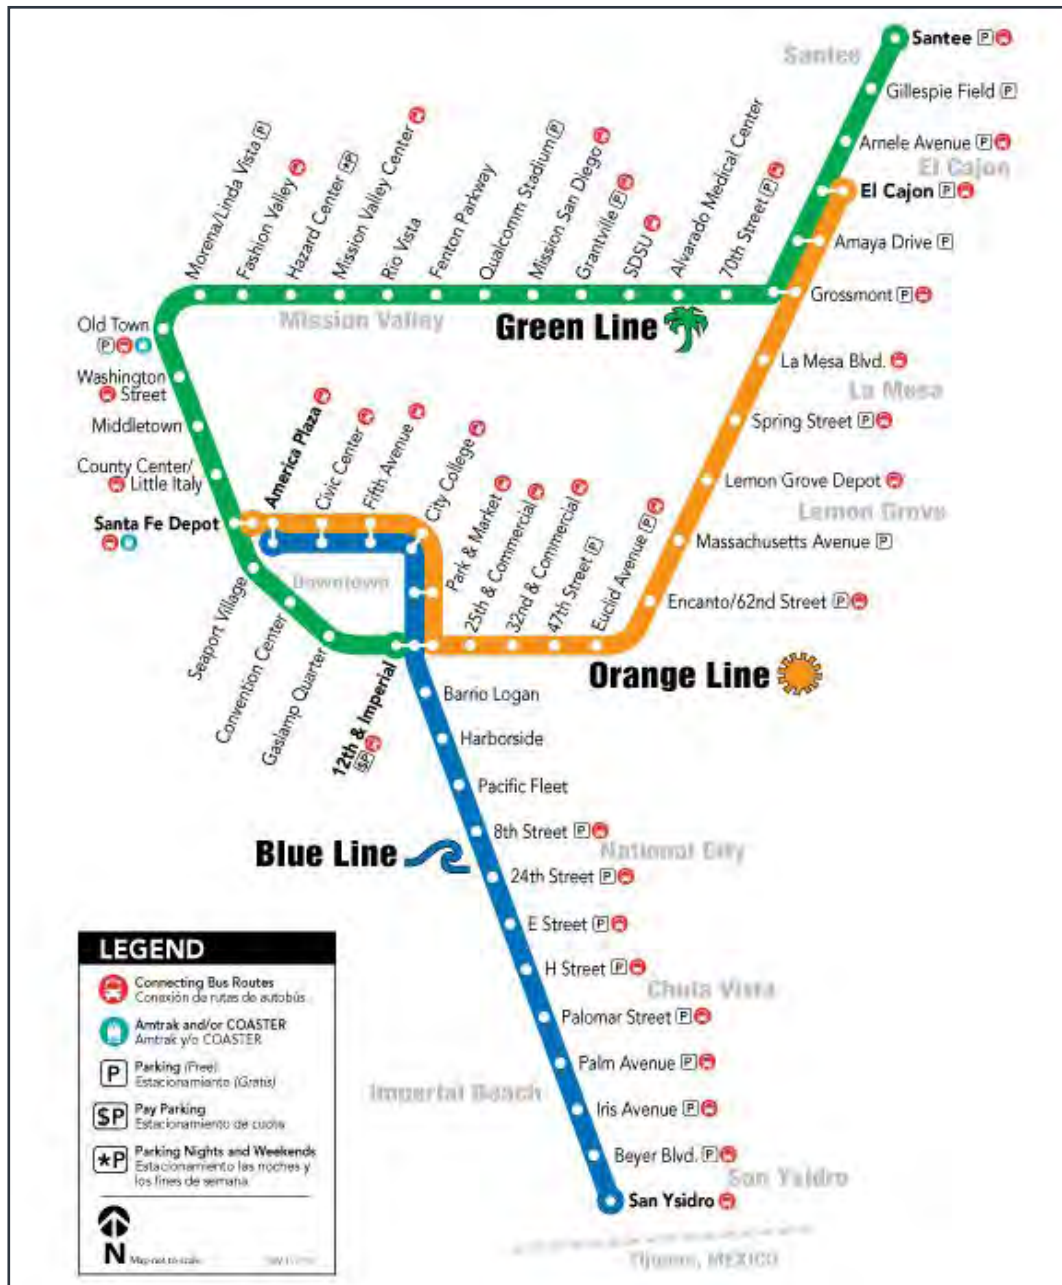 Santee
Santee P
Gillespie Field P
Arnele Avenue P
El Cajon
El Cajon P
Amaya Drive P
Grossmont P
La Mesa Blvd.
La Mesa
Spring Street P
Lemon Grove Depot
Lemon Grove
Massachusetts Avenue P
Encanto/62nd Street P
Morena/Linda Vista P
Fashion Valley
Hazard Center *P
Mission Valley Center
Rio Vista
Fenton Parkway
Qualcomm Stadium P
Mission San Diego
Grantville P
SDSU
Alvarado Medical Center
70th Street P
Mission Valley
Green Line
Old Town
P
Washington
Street
Middletown
County Center/
Little Italy
Santa Fe Depot
America Plaza
Civic Center
Fifth Avenue
City College
Park & Market
25th & Commercial
32nd & Commercial
47th Street P
Euclid Avenue P
Downtown
Seaport Village
Convention Center
Gaslamp Quarter
12th & Imperial
$P
Orange Line
Barrio Logan
Harborside
Pacific Fleet
8th Street P
National City
Blue Line
24th Street P
E Street P
H Street P
Chula Vista
Palomar Street P
Palm Avenue P
Imperial Beach
Iris Avenue P
Beyer Blvd. P
San Ysidro
San Ysidro
Tijuana, MEXICO
LEGEND
Connecting Bus Routes
Conexión de rutas de autobús
Amtrak and/or COASTER
Amtrak y/o COASTER
P
Parking (Free)
Estacionamiento (Gratis)
$P
Pay Parking
Estacionamiento de cuota
*P
Parking Nights and Weekends
Estacionamiento las noches y
los fines de semana
N
Map not to scale